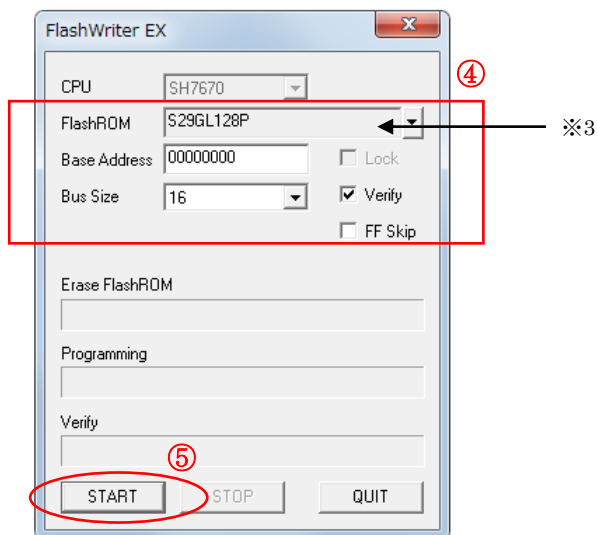 FlashWriter EX
④
CPU SH7670
FlashROM S29GL128P ※3
Base Address 00000000 Lock
Bus Size 16 Verify
FF Skip
Erase FlashROM
Programming
Verify
⑤
START STOP QUIT